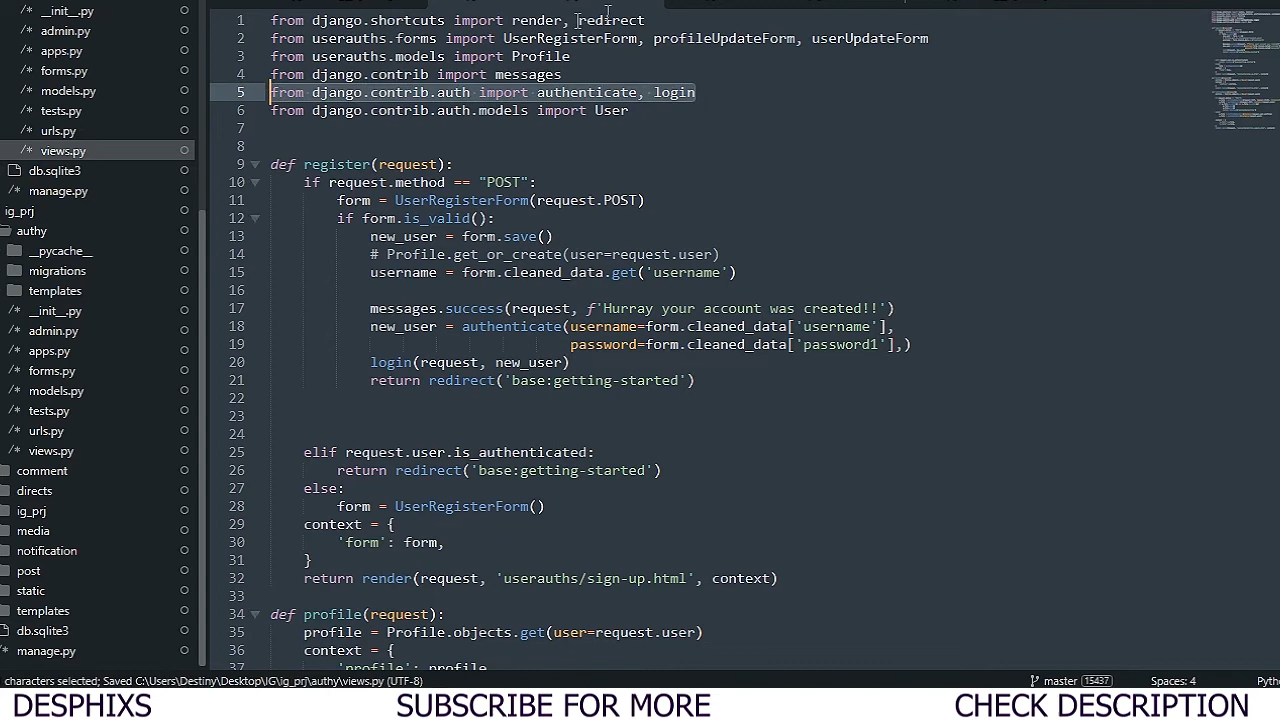 __init__.py
admin.py
apps.py
forms.py
models.py
tests.py
urls.py
views.py
db.sqlite3
manage.py
ig_prj
authy
__pycache__
migrations
templates
__init__.py
admin.py
apps.py
forms.py
models.py
tests.py
urls.py
views.py
comment
directs
ig_prj
media
notification
post
static
templates
db.sqlite3
manage.py
1 from django.shortcuts import render, redirect
2 from userauths.forms import UserRegisterForm, profileUpdateForm, userUpdateForm
3 from userauths.models import Profile
4 from django.contrib import messages
5 from django.contrib.auth import authenticate, login
6 from django.contrib.auth.models import User
7
8
9 def register(request):
10 if request.method == "POST":
11 form = UserRegisterForm(request.POST)
12 if form.is_valid():
13 new_user = form.save()
14 # Profile.get_or_create(user=request.user)
15 username = form.cleaned_data.get('username')
16
17 messages.success(request, f'Hurray your account was created!!')
18 new_user = authenticate(username=form.cleaned_data['username'],
19 password=form.cleaned_data['password1'],)
20 login(request, new_user)
21 return redirect('base:getting-started')
22
23
24
25 elif request.user.is_authenticated:
26 return redirect('base:getting-started')
27 else:
28 form = UserRegisterForm()
29 context = {
30 'form': form,
31 }
32 return render(request, 'userauths/sign-up.html', context)
33
34 def profile(request):
35 profile = Profile.objects.get(user=request.user)
36 context = {
37 'profile': profile
characters selected; Saved C:\Users\Destiny\Desktop\IG\ig_prj\authy\views.py (UTF-8)
master 15437 Spaces: 4 Pytho
DESPHIXS SUBSCRIBE FOR MORE CHECK DESCRIPTION